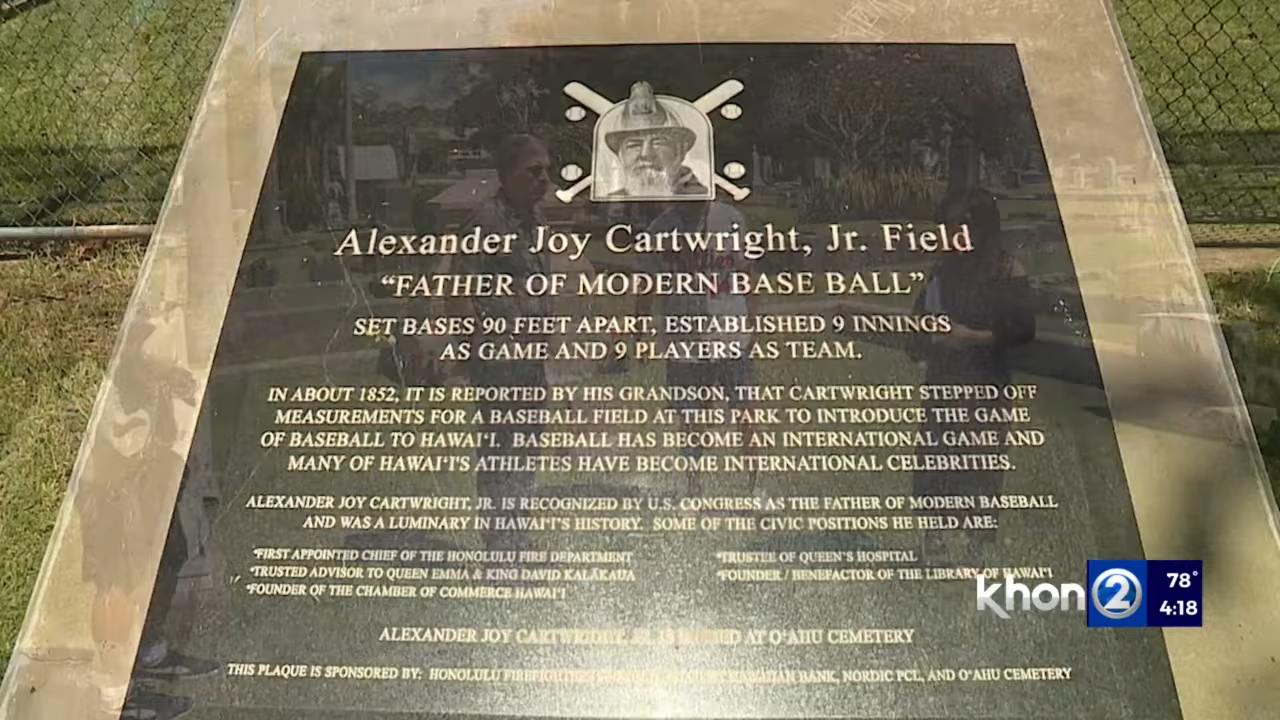 Alexander Joy Cartwright, Jr. Field
“FATHER OF MODERN BASE BALL”
SET BASES 90 FEET APART, ESTABLISHED 9 INNINGS
AS GAME AND 9 PLAYERS AS TEAM.
IN ABOUT 1852, IT IS REPORTED BY HIS GRANDSON, THAT CARTWRIGHT STEPPED OFF
MEASUREMENTS FOR A BASEBALL FIELD AT THIS PARK TO INTRODUCE THE GAME
OF BASEBALL TO HAWAI‘I. BASEBALL HAS BECOME AN INTERNATIONAL GAME AND
MANY OF HAWAI‘I'S ATHLETES HAVE BECOME INTERNATIONAL CELEBRITIES.
ALEXANDER JOY CARTWRIGHT, JR. IS RECOGNIZED BY U.S. CONGRESS AS THE FATHER OF MODERN BASEBALL
AND WAS A LUMINARY IN HAWAI‘I'S HISTORY. SOME OF THE CIVIC POSITIONS HE HELD ARE:
*FIRST APPOINTED CHIEF OF THE HONOLULU FIRE DEPARTMENT
*TRUSTED ADVISOR TO QUEEN EMMA & KING DAVID KALĀKAUA
*FOUNDER OF THE CHAMBER OF COMMERCE HAWAI‘I
*TRUSTEE OF QUEEN'S HOSPITAL
*FOUNDER / BENEFACTOR OF THE LIBRARY OF HAWAI‘I
ALEXANDER JOY CARTWRIGHT, JR. IS BURIED AT O‘AHU CEMETERY
THIS PLAQUE IS SPONSORED BY: HONOLULU HAWAIIAN BANK, NORDIC PCL, AND O‘AHU CEMETERY
khon 2
78°
4:18